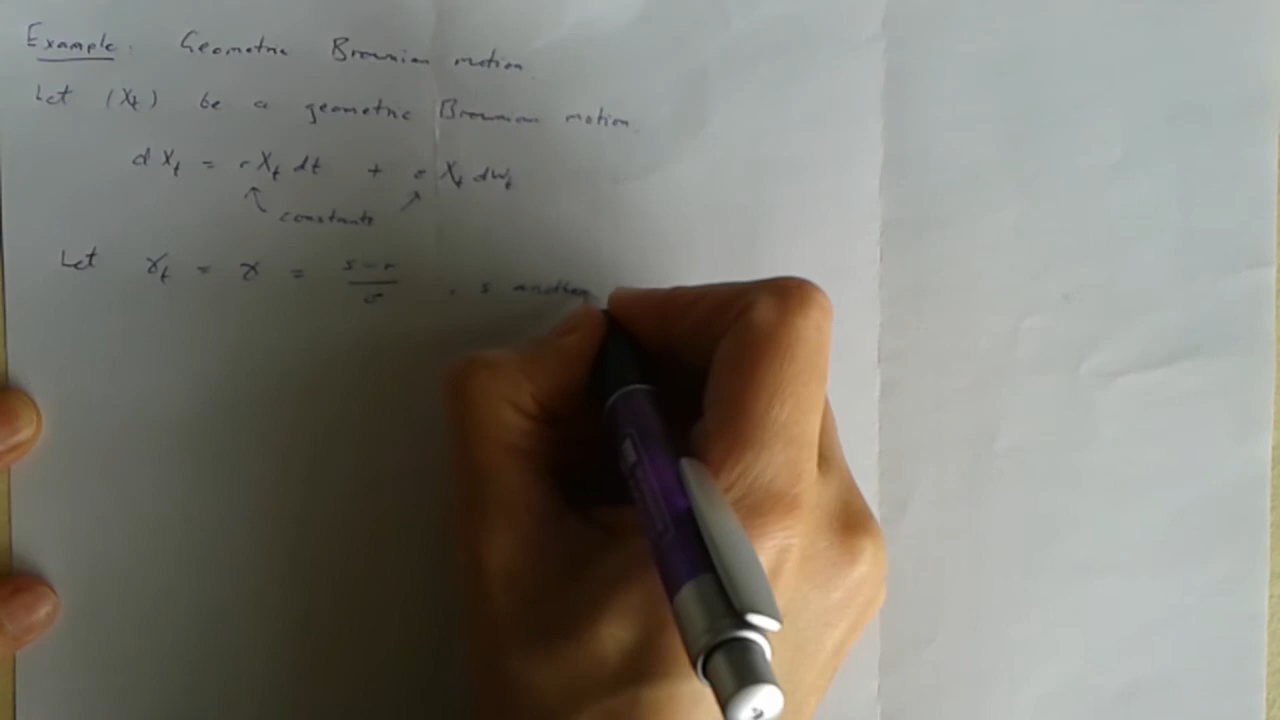 Example: Geometric Brownian motion.
Let (Xₜ) be a geometric Brownian motion.
dXₜ = rXₜ dt + σ Xₜ dWₜ
↖ constants ↗
Let γₜ = γ = (s-r)/σ , s another